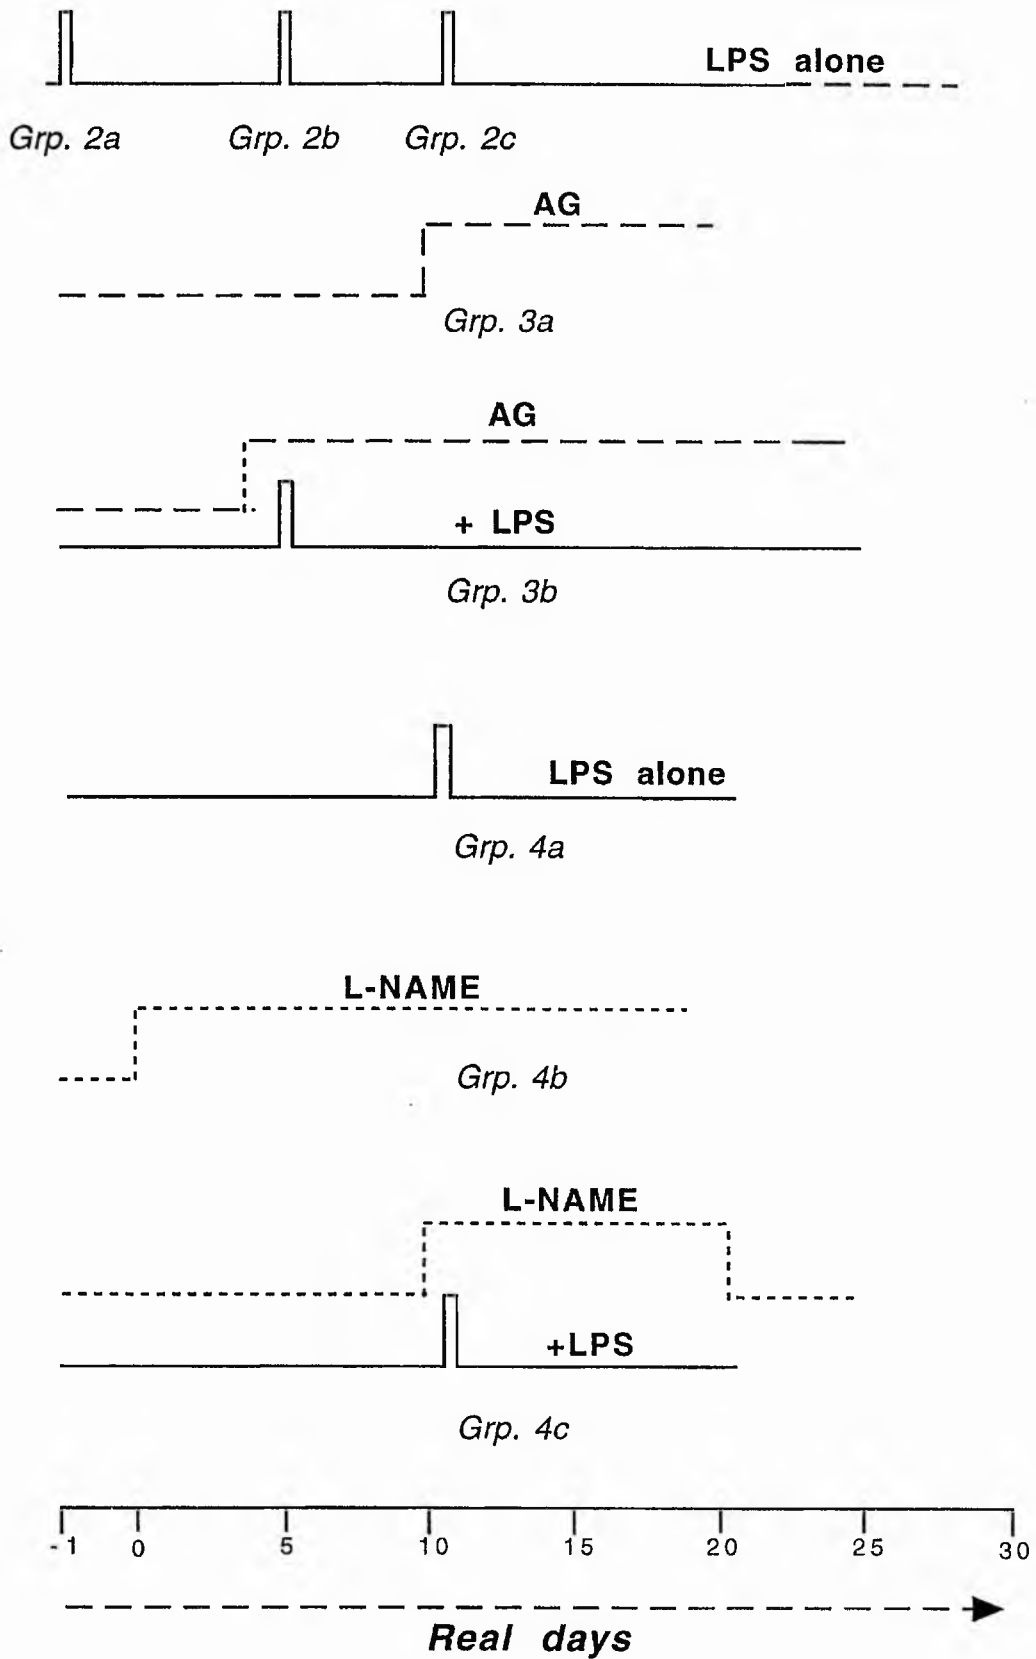 LPS alone
Grp. 2a Grp. 2b Grp. 2c
AG
Grp. 3a
AG
+ LPS
Grp. 3b
LPS alone
Grp. 4a
L-NAME
Grp. 4b
L-NAME
+LPS
Grp. 4c
-1 0 5 10 15 20 25 30
Real days